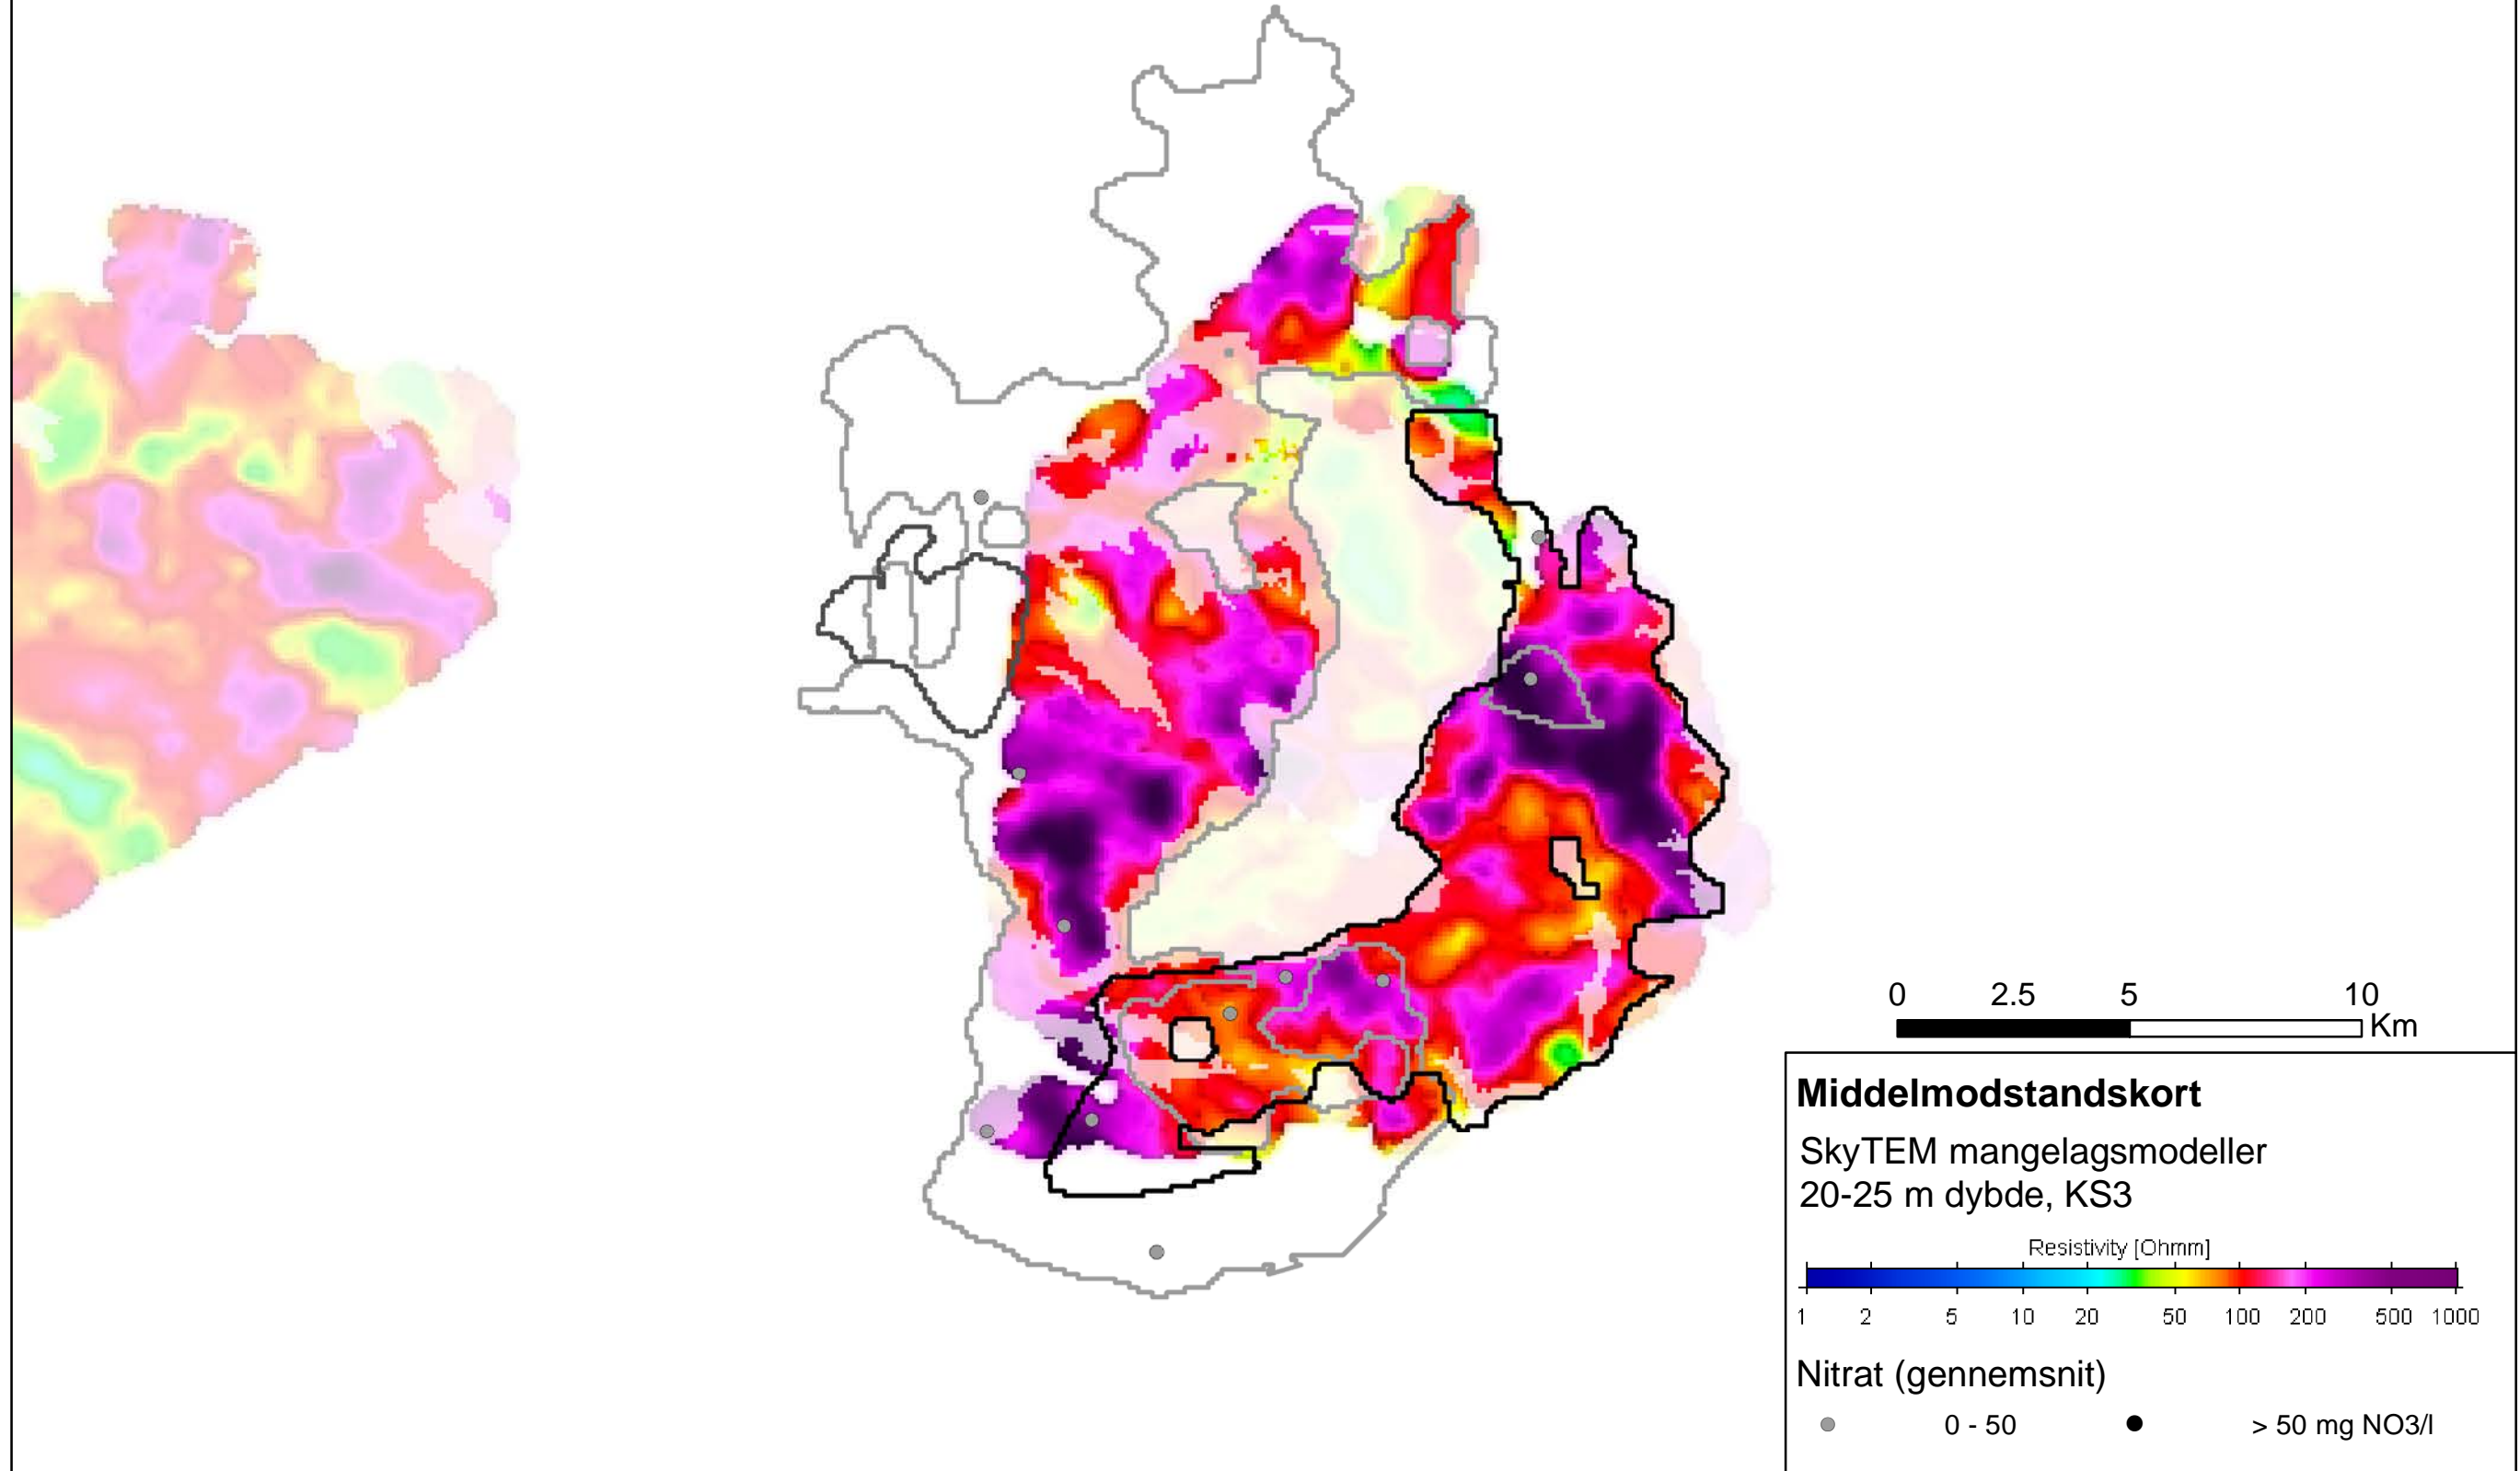 0 2.5 5 10
Km
Middelmodstandskort
SkyTEM mangelagsmodeller
20-25 m dybde, KS3
Resistivity [Ohmm]
1 2 5 10 20 50 100 200 500 1000
Nitrat (gennemsnit)
0 - 50 > 50 mg NO3/l